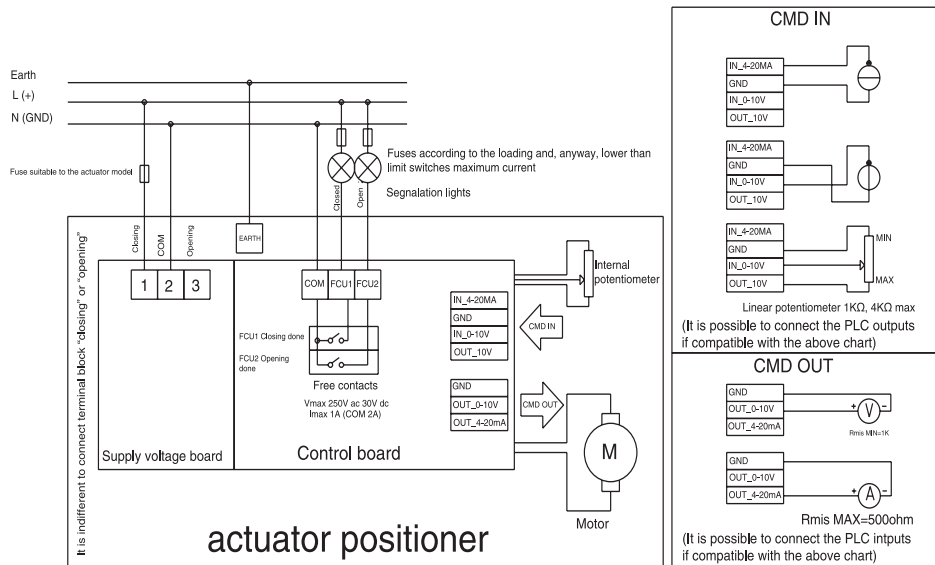 Earth
L (+)
N (GND)
Fuse suitable to the actuator model
Fuses according to the loading and, anyway, lower than
limit switches maximum current
Segnalation lights
Closed
Open
It is indifferent to connect terminal block "closing" or "opening"
Closing
COM
Opening
EARTH
1
2
3
COM
FCU1
FCU2
FCU1 Closing done
FCU2 Opening
done
Free contacts
Vmax 250V ac 30V dc
Imax 1A (COM 2A)
Supply voltage board
Control board
Internal
potentiometer
IN_4-20MA
GND
IN_0-10V
OUT_10V
CMD IN
GND
OUT_0-10V
OUT_4-20mA
CMD OUT
M
Motor
actuator positioner
CMD IN
IN_4-20MA
GND
IN_0-10V
OUT_10V
IN_4-20MA
GND
IN_0-10V
OUT_10V
IN_4-20MA
GND
IN_0-10V
OUT_10V
MIN
MAX
Linear potentiometer 1KΩ, 4KΩ max
(It is possible to connect the PLC outputs
if compatible with the above chart)
CMD OUT
GND
OUT_0-10V
OUT_4-20mA
+ V -
Rmis MIN=1K
GND
OUT_0-10V
OUT_4-20mA
+ A -
Rmis MAX=500ohm
(It is possible to connect the PLC intputs
if compatible with the above chart)